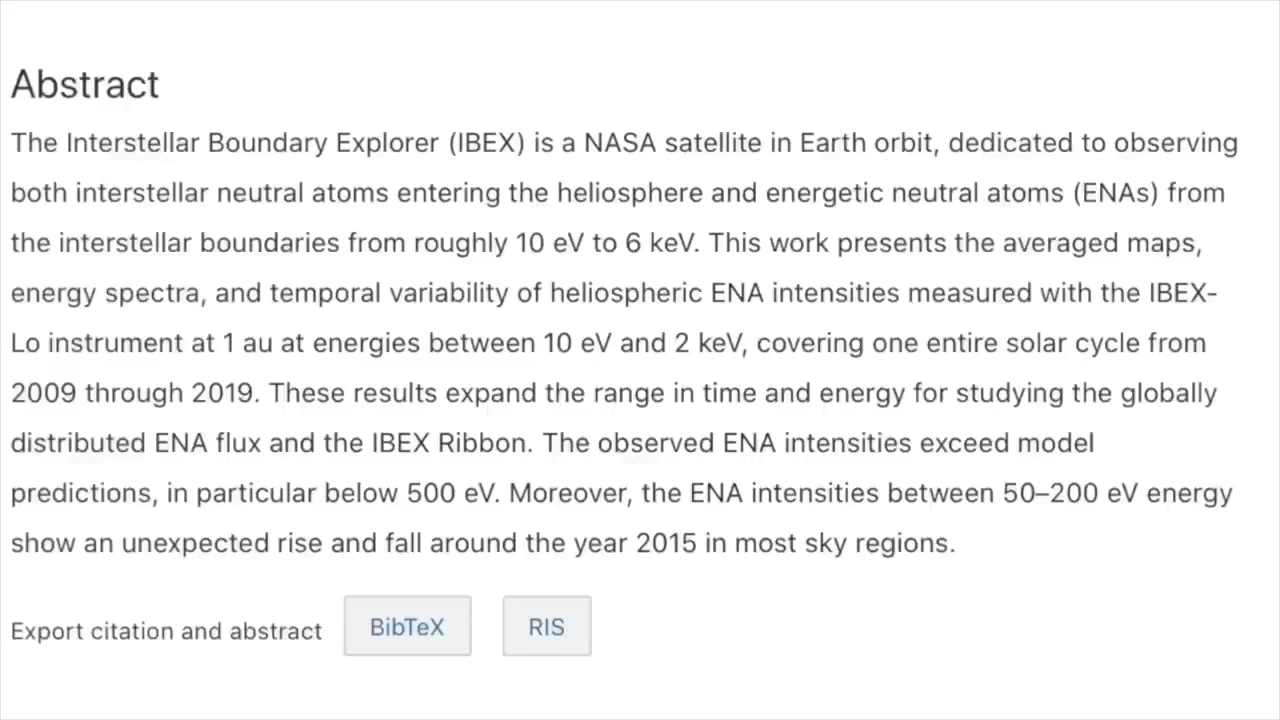 Abstract
The Interstellar Boundary Explorer (IBEX) is a NASA satellite in Earth orbit, dedicated to observing
both interstellar neutral atoms entering the heliosphere and energetic neutral atoms (ENAs) from
the interstellar boundaries from roughly 10 eV to 6 keV. This work presents the averaged maps,
energy spectra, and temporal variability of heliospheric ENA intensities measured with the IBEX-
Lo instrument at 1 au at energies between 10 eV and 2 keV, covering one entire solar cycle from
2009 through 2019. These results expand the range in time and energy for studying the globally
distributed ENA flux and the IBEX Ribbon. The observed ENA intensities exceed model
predictions, in particular below 500 eV. Moreover, the ENA intensities between 50–200 eV energy
show an unexpected rise and fall around the year 2015 in most sky regions.
Export citation and abstract BibTeX RIS